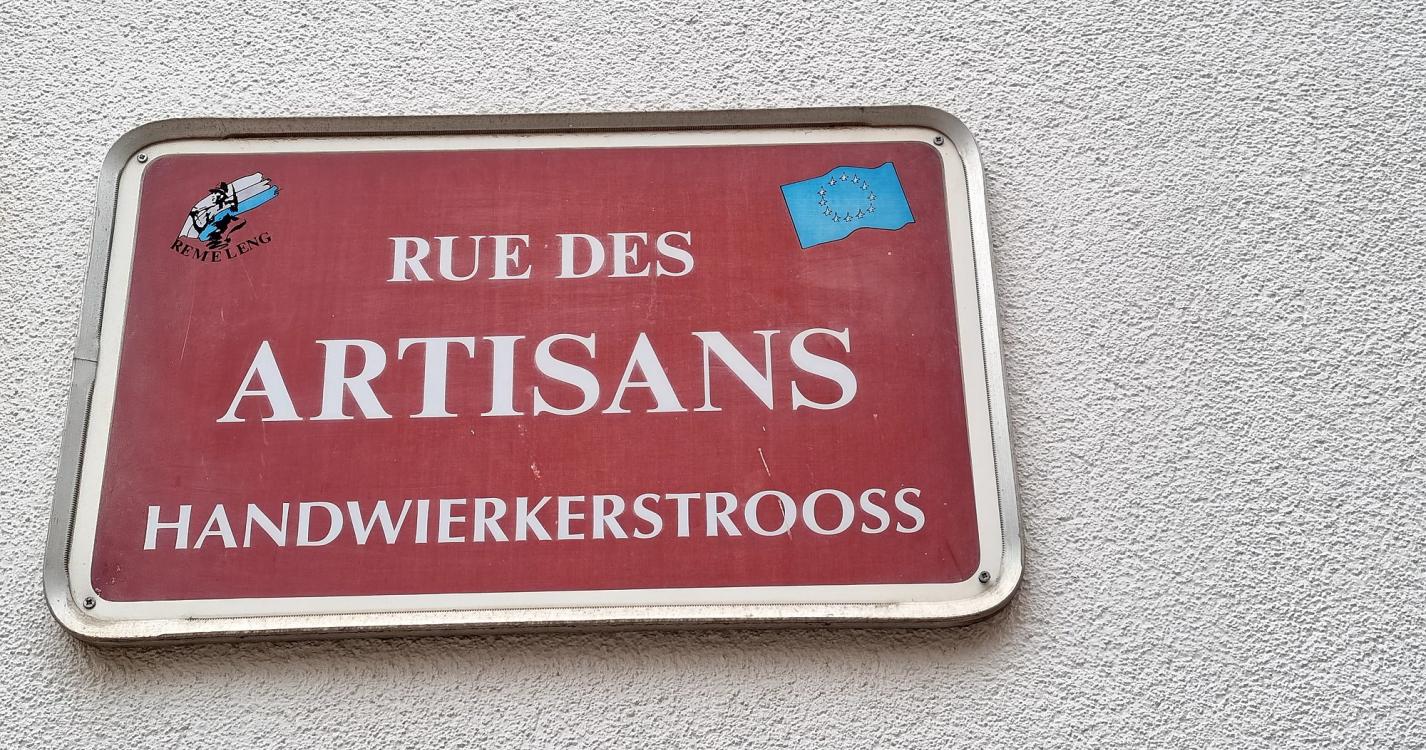 REMELENG
RUE DES
ARTISANS
HANDWIERKERSTROOSS